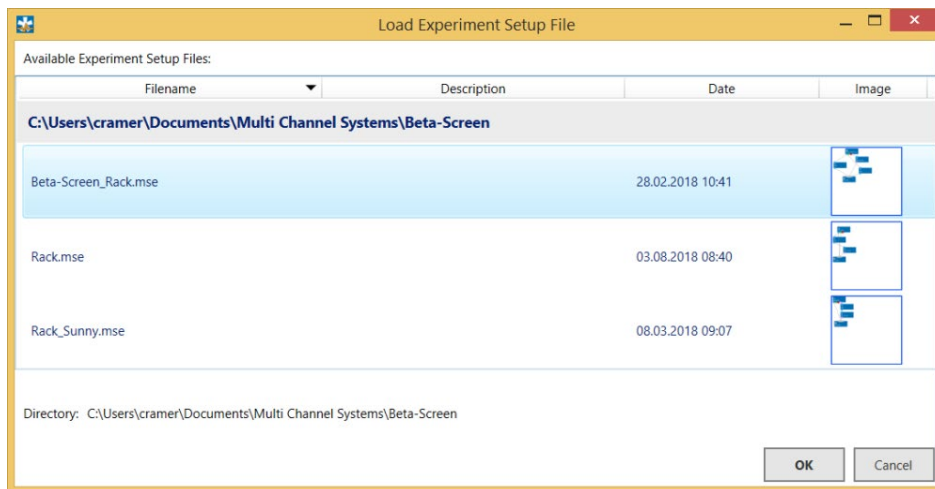 Load Experiment Setup File
Available Experiment Setup Files:
Filename Description Date Image
C:\Users\cramer\Documents\Multi Channel Systems\Beta-Screen
Beta-Screen_Rack.mse 28.02.2018 10:41
Rack.mse 03.08.2018 08:40
Rack_Sunny.mse 08.03.2018 09:07
Directory: C:\Users\cramer\Documents\Multi Channel Systems\Beta-Screen
OK Cancel